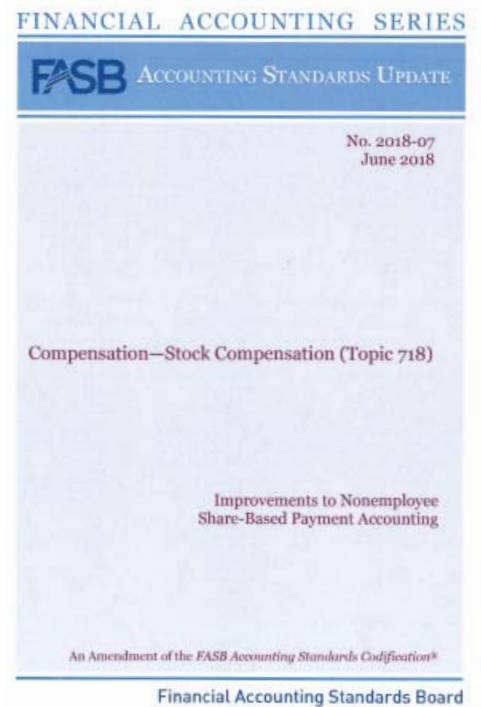 FINANCIAL ACCOUNTING SERIES
FASB ACCOUNTING STANDARDS UPDATE
No. 2018-07
June 2018
Compensation—Stock Compensation (Topic 718)
Improvements to Nonemployee
Share-Based Payment Accounting
An Amendment of the FASB Accounting Standards Codification®
Financial Accounting Standards Board